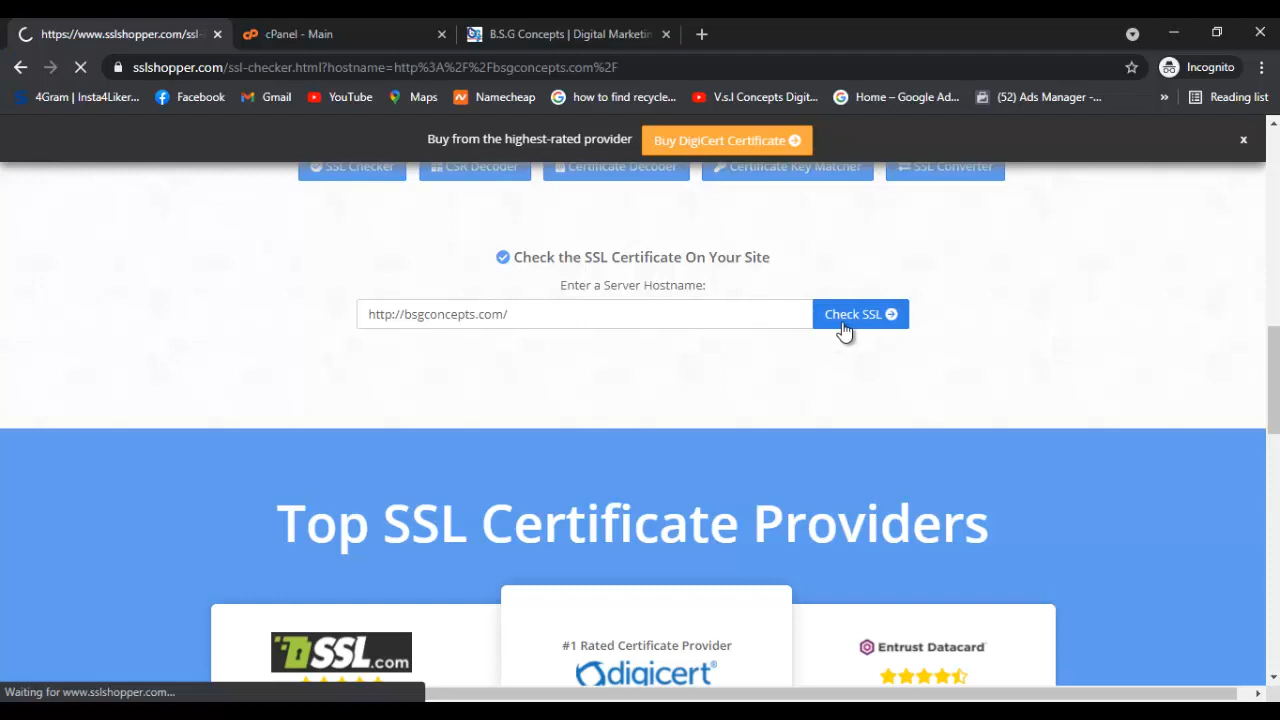 https://www.sslshopper.com/ssl-
cPanel - Main
B.S.G Concepts | Digital Marketin
sslshopper.com/ssl-checker.html?hostname=http%3A%2F%2Fbsgconcepts.com%2F
Incognito
4Gram | Insta4Liker...
Facebook
Gmail
YouTube
Maps
Namecheap
how to find recycle...
V.s.I Concepts Digit...
Home – Google Ad...
(52) Ads Manager -...
Reading list
Buy from the highest-rated provider
Buy DigiCert Certificate
x
SSL Checker
CSR Decoder
Certificate Decoder
Certificate Key Matcher
SSL Converter
Check the SSL Certificate On Your Site
Enter a Server Hostname:
http://bsgconcepts.com/
Check SSL
Top SSL Certificate Providers
SSL.com
#1 Rated Certificate Provider
digicert®
Entrust Datacard
Waiting for www.sslshopper.com...